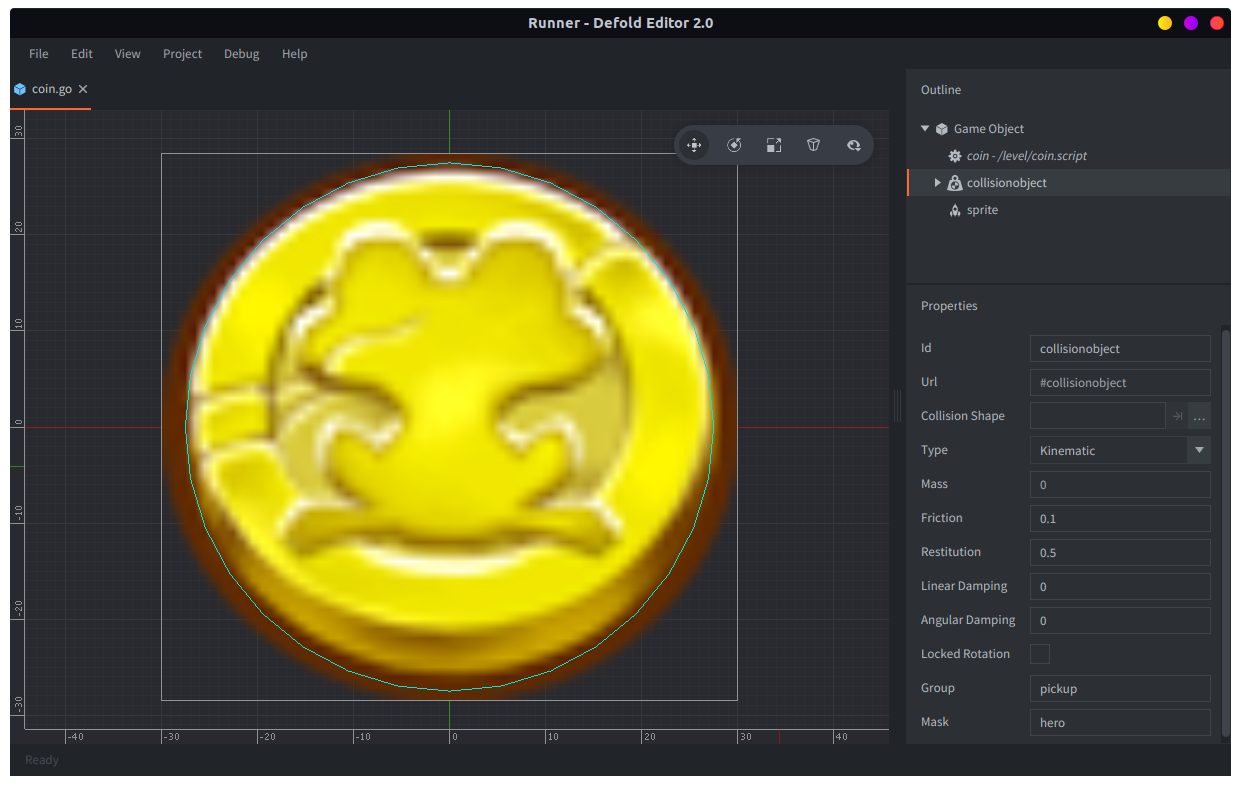 Runner - Defold Editor 2.0
File Edit View Project Debug Help
coin.go
Outline
Game Object
coin - /level/coin.script
collisionobject
sprite
Properties
Id collisionobject
Url #collisionobject
Collision Shape ...
Type Kinematic
Mass 0
Friction 0.1
Restitution 0.5
Linear Damping 0
Angular Damping 0
Locked Rotation
Group pickup
Mask hero
30
20
10
0
-10
-20
-30
-40 -30 -20 -10 0 10 20 30 40
Ready